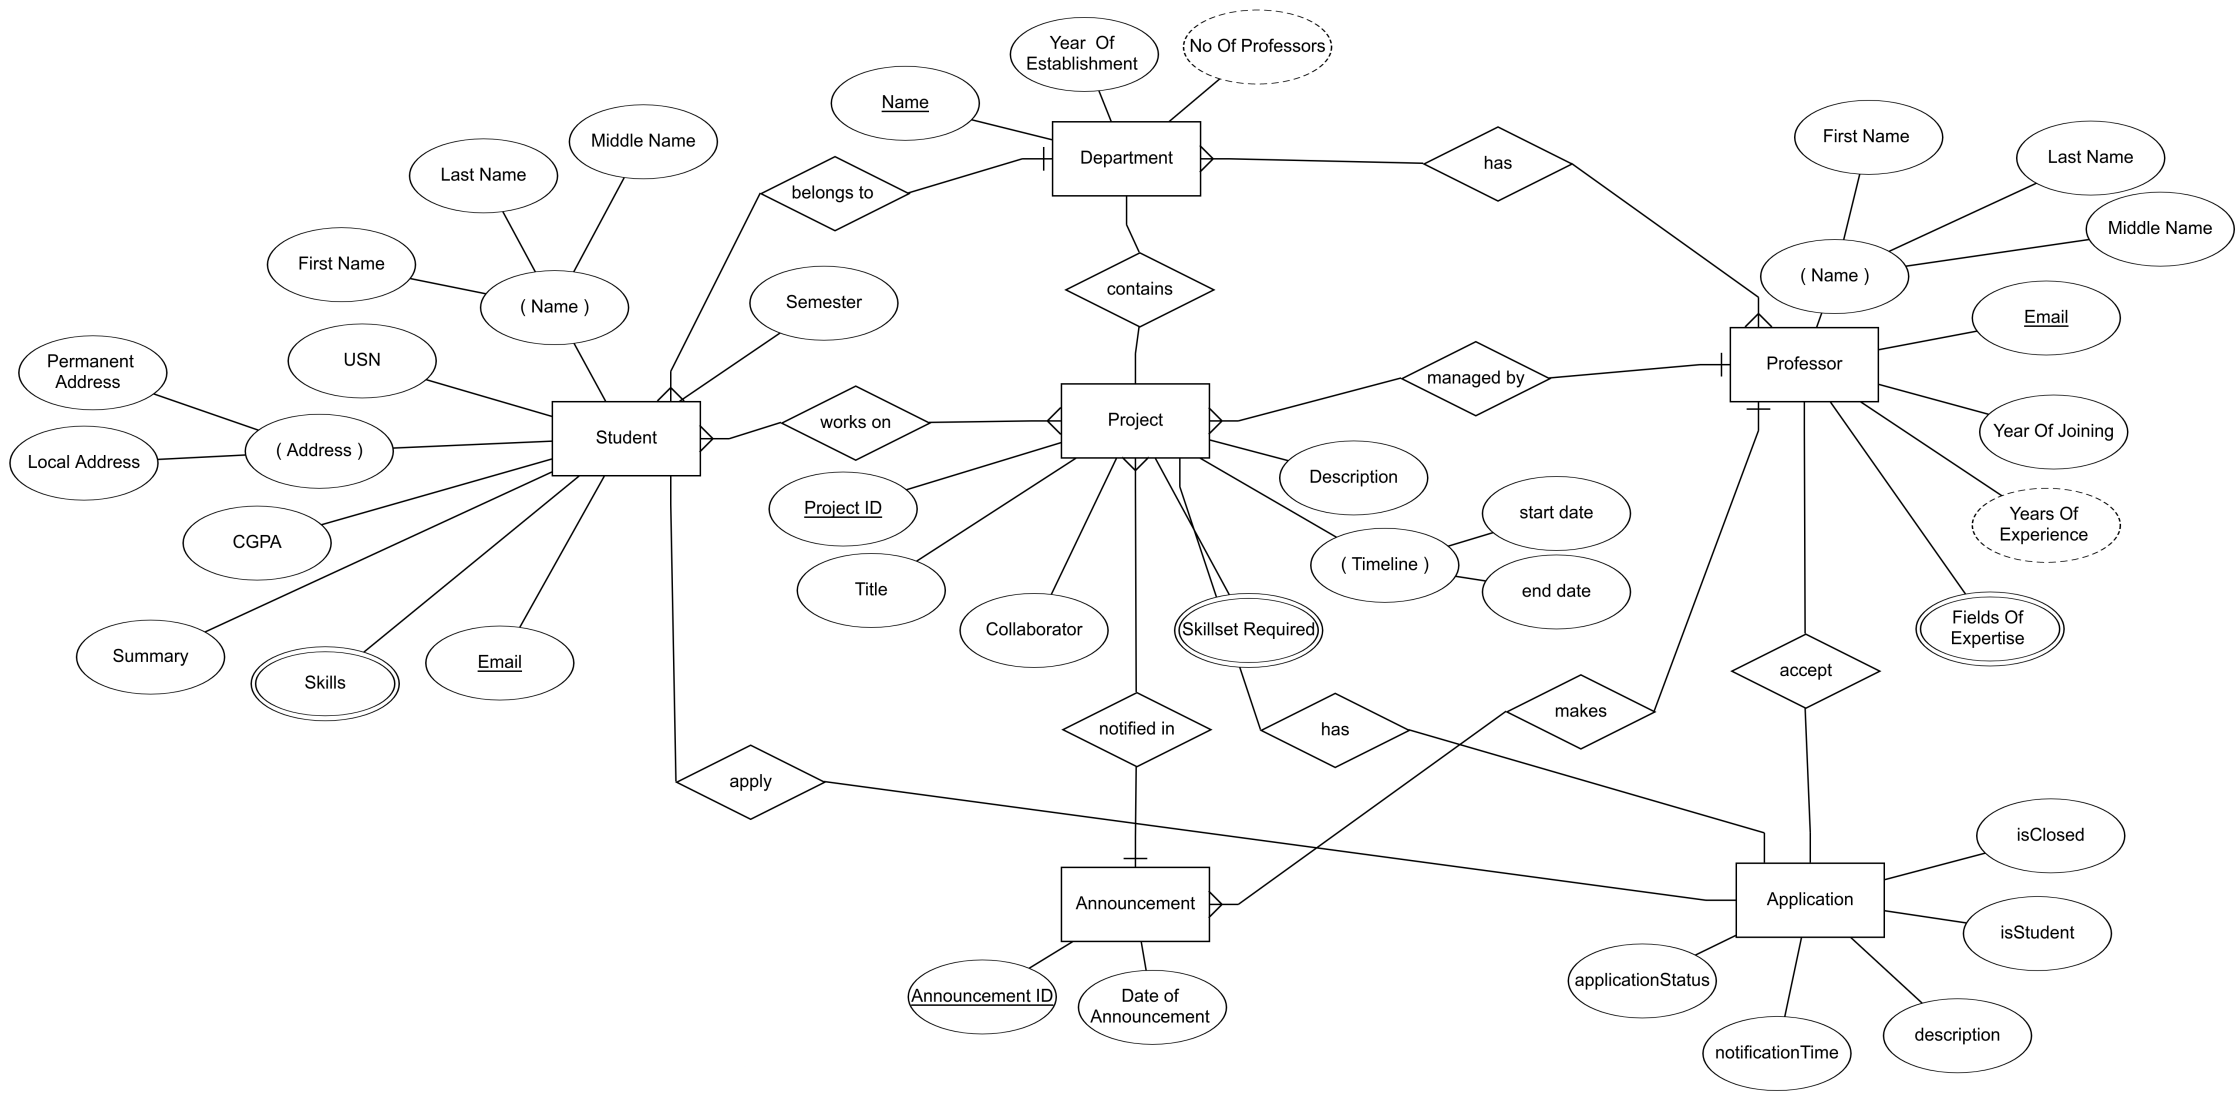 Year  Of
Establishment
No Of Professors
Name
Department
has
First Name
Last Name
Middle Name
( Name )
Email
Professor
Year Of Joining
Years Of
Experience
Fields Of
Expertise
Middle Name
Last Name
First Name
( Name )
belongs to
Semester
contains
USN
Permanent
Address
Local Address
( Address )
Student
works on
Project
managed by
CGPA
Summary
Skills
Email
Project ID
Title
Collaborator
Skillset Required
Description
( Timeline )
start date
end date
notified in
has
makes
accept
apply
Announcement
Announcement ID
Date of
Announcement
Application
isClosed
isStudent
applicationStatus
notificationTime
description